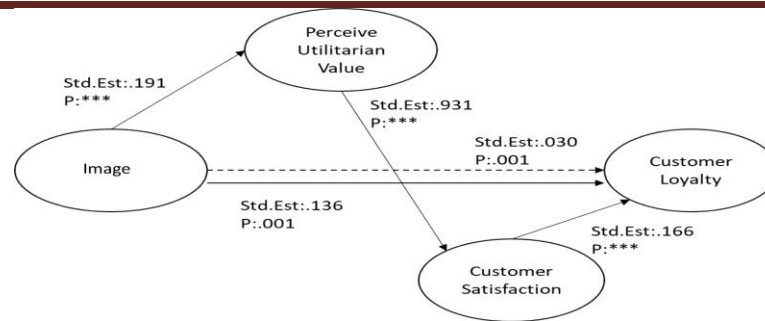 Perceive
Utilitarian
Value
Std.Est:.191
P:***
Std.Est:.931
P:***
Image
Std.Est:.030
P:.001
Customer
Loyalty
Std.Est:.136
P:.001
Std.Est:.166
P:***
Customer
Satisfaction